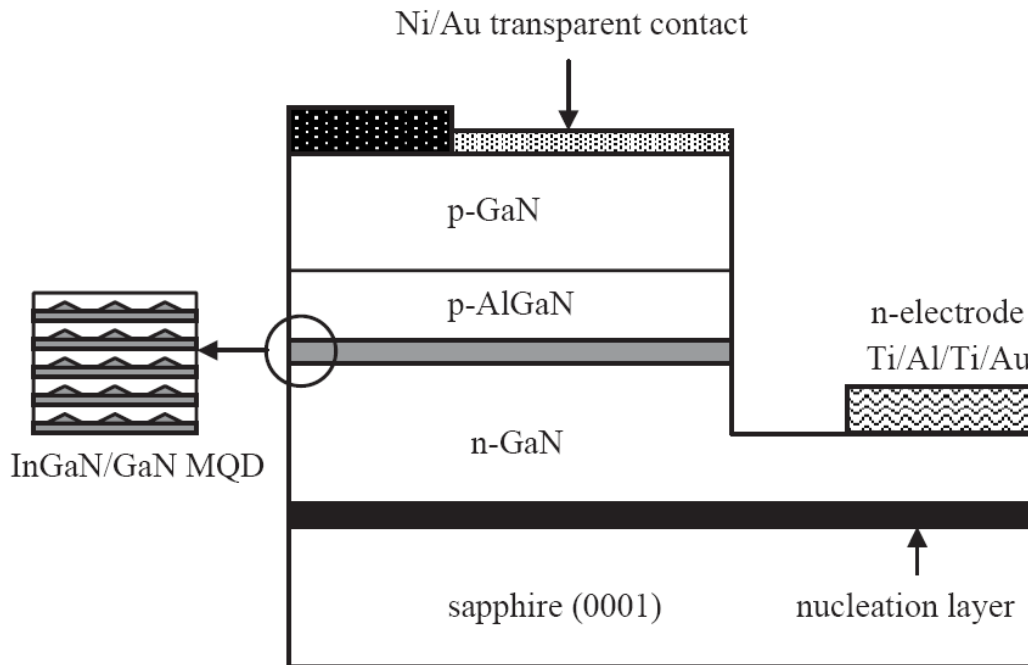 Ni/Au transparent contact
p-GaN
p-AlGaN
n-electrode
Ti/Al/Ti/Au
n-GaN
InGaN/GaN MQD
sapphire (0001)
nucleation layer